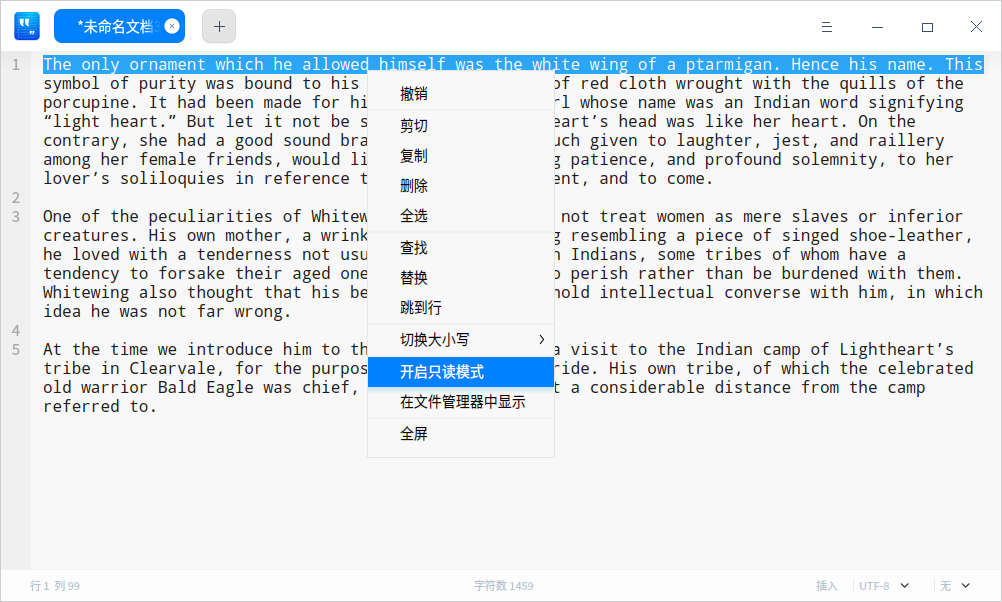 *未命名文档
1 The only ornament which he allowed himself was the white wing of a ptarmigan. Hence his name. This
symbol of purity was bound to his of red cloth wrought with the quills of the
撤销
porcupine. It had been made for hi rl whose name was an Indian word signifying
“light heart.” But let it not be s eart’s head was like her heart. On the
剪切
contrary, she had a good sound bra uch given to laughter, jest, and raillery
复制
among her female friends, would li g patience, and profound solemnity, to her
lover’s soliloquies in reference t ent, and to come.
删除
2
3 One of the peculiarities of Whitew not treat women as mere slaves or inferior
全选
creatures. His own mother, a wrink g resembling a piece of singed shoe-leather,
查找
he loved with a tenderness not usu n Indians, some tribes of whom have a
tendency to forsake their aged one o perish rather than be burdened with them.
替换
Whitewing also thought that his be hold intellectual converse with him, in which
idea he was not far wrong.
跳到行
4
切换大小写
5 At the time we introduce him to th a visit to the Indian camp of Lightheart’s
tribe in Clearvale, for the purpos ride. His own tribe, of which the celebrated
开启只读模式
old warrior Bald Eagle was chief, t a considerable distance from the camp
referred to.
在文件管理器中显示
全屏
行 1 列 99 字符数 1459 插入 UTF-8 无